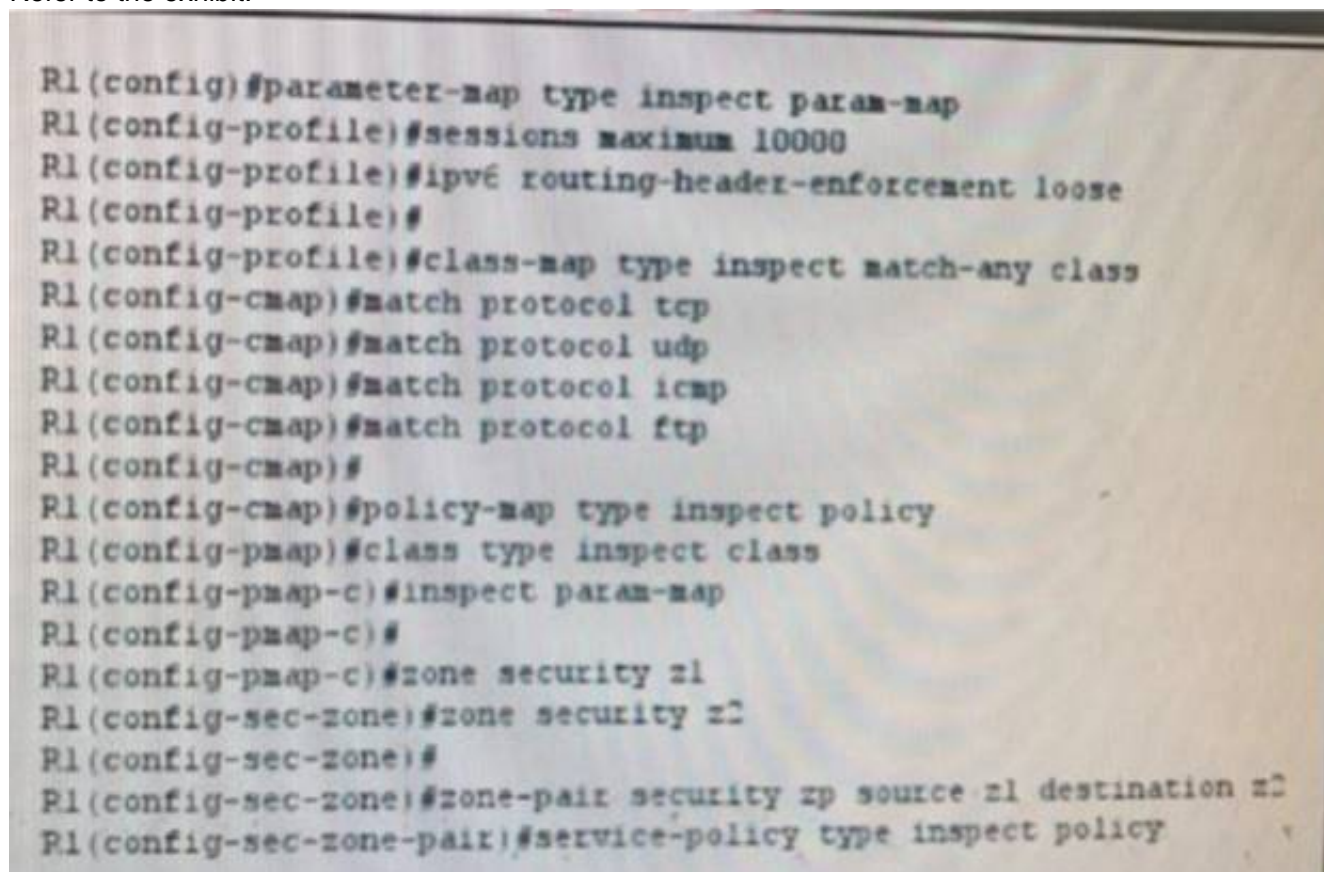 R1(config)#parameter-map type inspect param-map
R1(config-profile)#sessions maximum 10000
R1(config-profile)#ipv6 routing-header-enforcement loose
R1(config-profile)#
R1(config-profile)#class-map type inspect match-any class
R1(config-cmap)#match protocol tcp
R1(config-cmap)#match protocol udp
R1(config-cmap)#match protocol icmp
R1(config-cmap)#match protocol ftp
R1(config-cmap)#
R1(config-cmap)#policy-map type inspect policy
R1(config-pmap)#class type inspect class
R1(config-pmap-c)#inspect param-map
R1(config-pmap-c)#
R1(config-pmap-c)#zone security z1
R1(config-sec-zone)#zone security z2
R1(config-sec-zone)#
R1(config-sec-zone)#zone-pair security zp source z1 destination z2
R1(config-sec-zone-pair)#service-policy type inspect policy